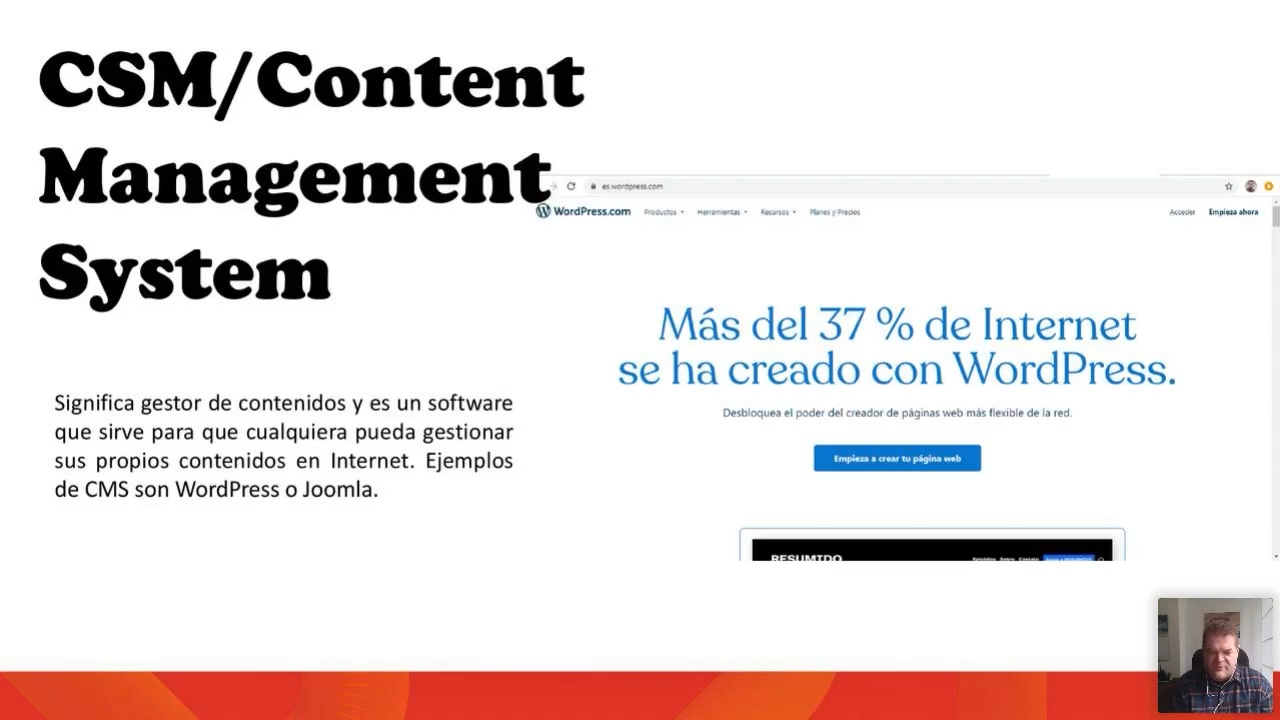 CSM/Content
Management
System
es.wordpress.com
WordPress.com Productos Herramientas Recursos Planes y Precios Acceder Empieza ahora
Más del 37 % de Internet
se ha creado con WordPress.
Desbloquea el poder del creador de páginas web más flexible de la red.
Empieza a crear tu página web
Significa gestor de contenidos y es un software
que sirve para que cualquiera pueda gestionar
sus propios contenidos en Internet. Ejemplos
de CMS son WordPress o Joomla.
RESUMIDO